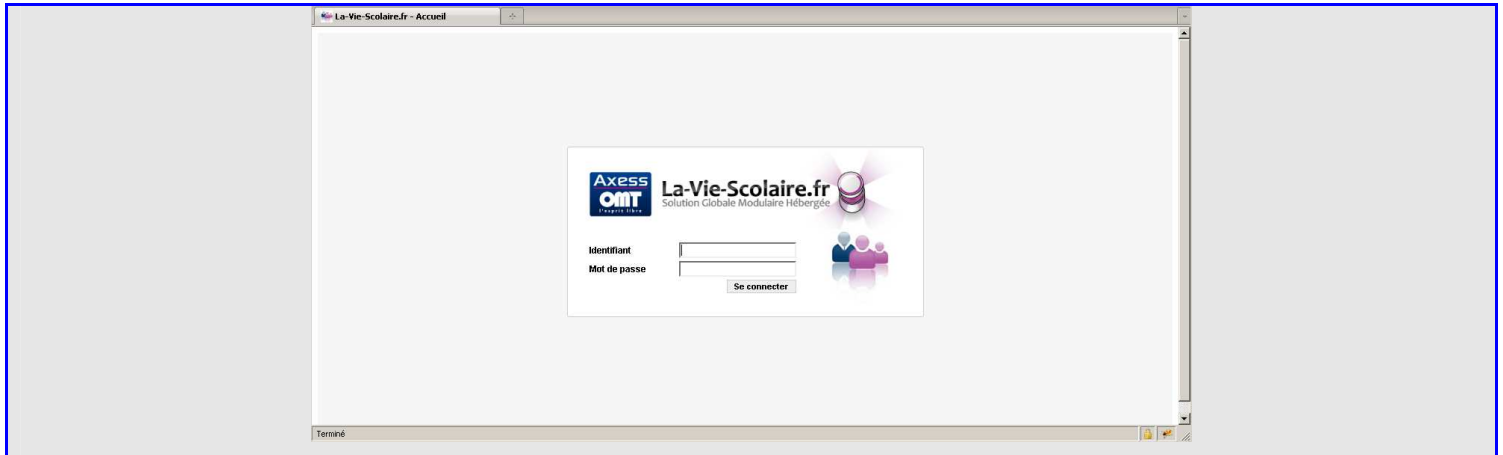 La-Vie-Scolaire.fr - Accueil
Axess
OMT
l'esprit libre
La-Vie-Scolaire.fr
Solution Globale Modulaire Hébergée
Identifiant
Mot de passe
Se connecter
Terminé